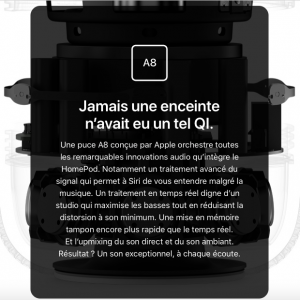 A8
Jamais une enceinte
n'avait eu un tel QI.
Une puce A8 conçue par Apple orchestre toutes
les remarquables innovations audio qu'intègre le
HomePod. Notamment un traitement avancé du
signal qui permet à Siri de vous entendre malgré la
musique. Un traitement en temps réel digne d'un
studio qui maximise les basses tout en réduisant la
distorsion à son minimum. Une mise en mémoire
tampon encore plus rapide que le temps réel.
Et l'upmixing du son direct et du son ambiant.
Résultat ? Un son exceptionnel, à chaque écoute.